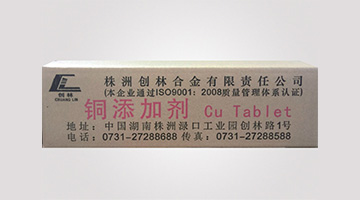 株洲创林合金有限责任公司
(本企业通过ISO9001：2008质量管理体系认证)
创林
CHUANG LIN
铜添加剂 Cu Tablet
地址：中国湖南株洲渌口工业园创林路1号
电话：0731-27288688 传真：0731-27288588